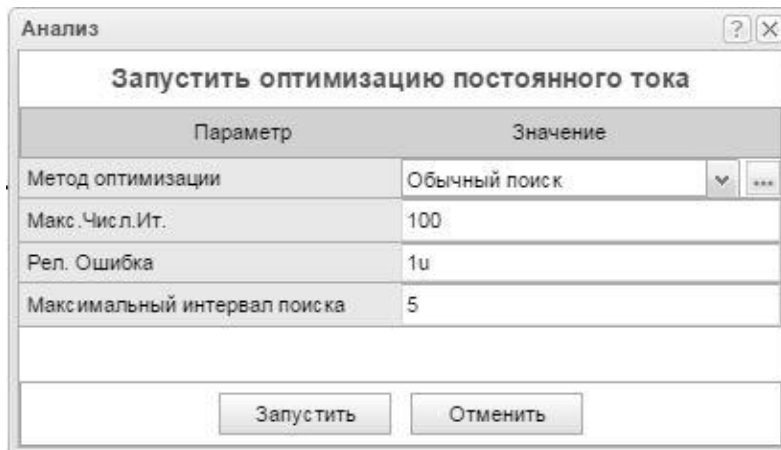 Анализ
Запустить оптимизацию постоянного тока
Параметр Значение
Метод оптимизации Обычный поиск ...
Макс.Числ.Ит. 100
Рел. Ошибка 1u
Максимальный интервал поиска 5
Запустить Отменить